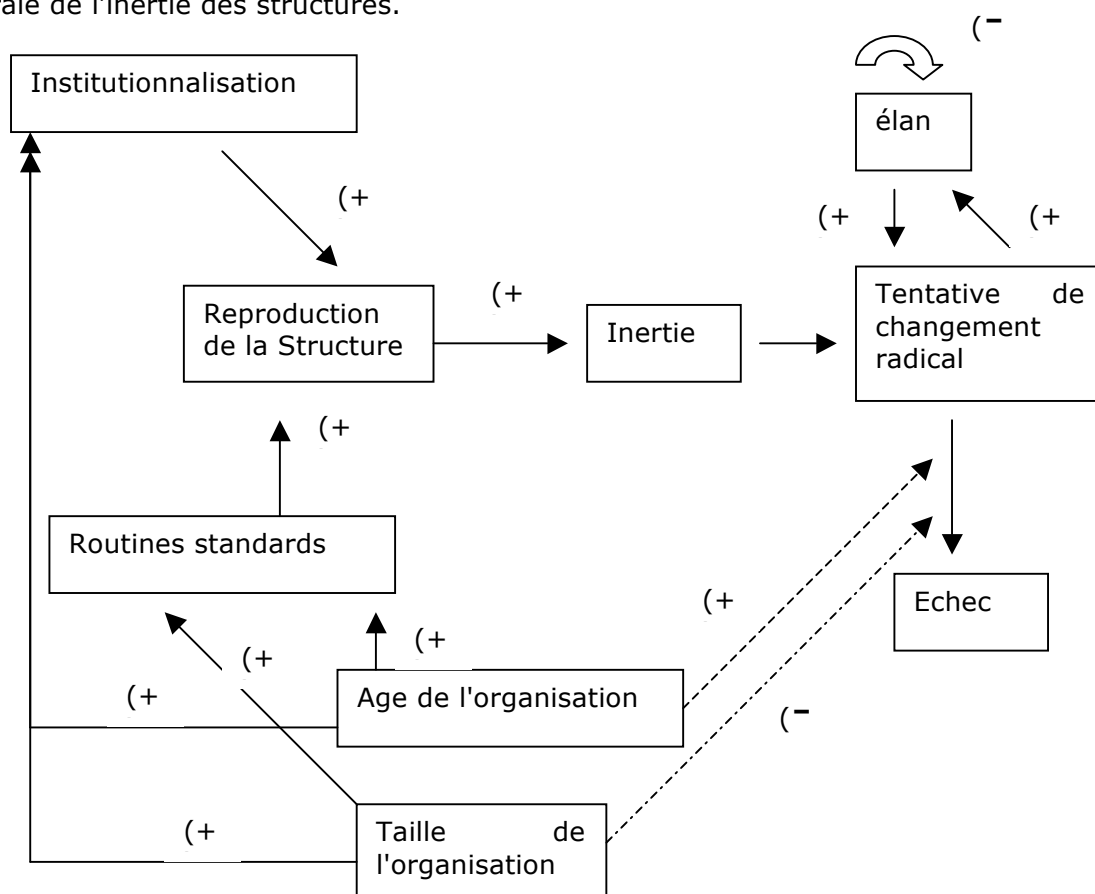 rale de l'inertie des structures.
(-
Institutionnalisation
élan
(+
(+
(+
Reproduction
de la Structure
(+
Inertie
Tentative de
changement
radical
(+
Routines standards
(+
Echec
(+
(+
(+
Age de l'organisation
(-
(+
Taille de
l'organisation